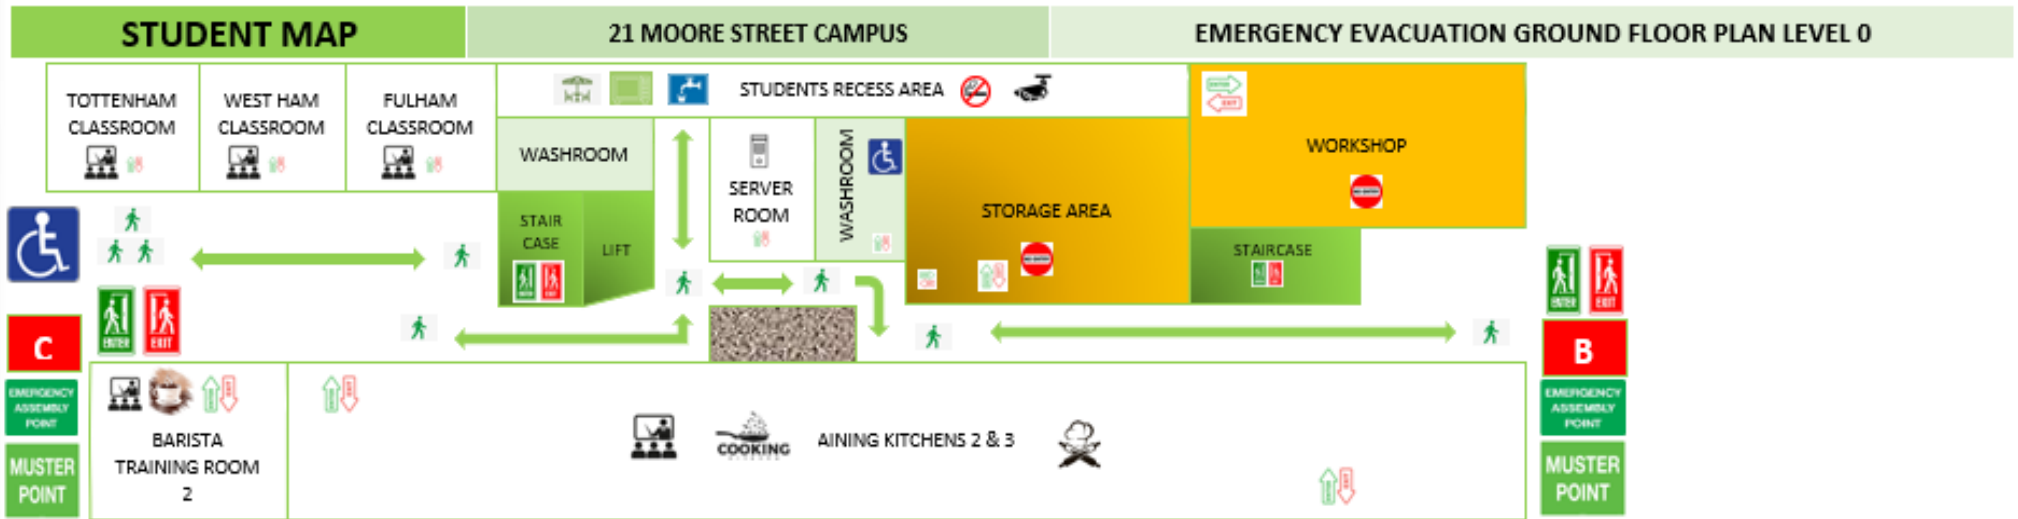 STUDENT MAP
21 MOORE STREET CAMPUS
EMERGENCY EVACUATION GROUND FLOOR PLAN LEVEL 0
TOTTENHAM
CLASSROOM
WEST HAM
CLASSROOM
FULHAM
CLASSROOM
STUDENTS RECESS AREA
WASHROOM
SERVER
ROOM
WASHROOM
STORAGE AREA
WORKSHOP
STAIR
CASE
LIFT
STAIRCASE
ENTER
EXIT
ENTER
EXIT
C
EMERGENCY
ASSEMBLY
POINT
MUSTER
POINT
BARISTA
TRAINING ROOM
2
COOKING
AINING KITCHENS 2 & 3
B
EMERGENCY
ASSEMBLY
POINT
MUSTER
POINT